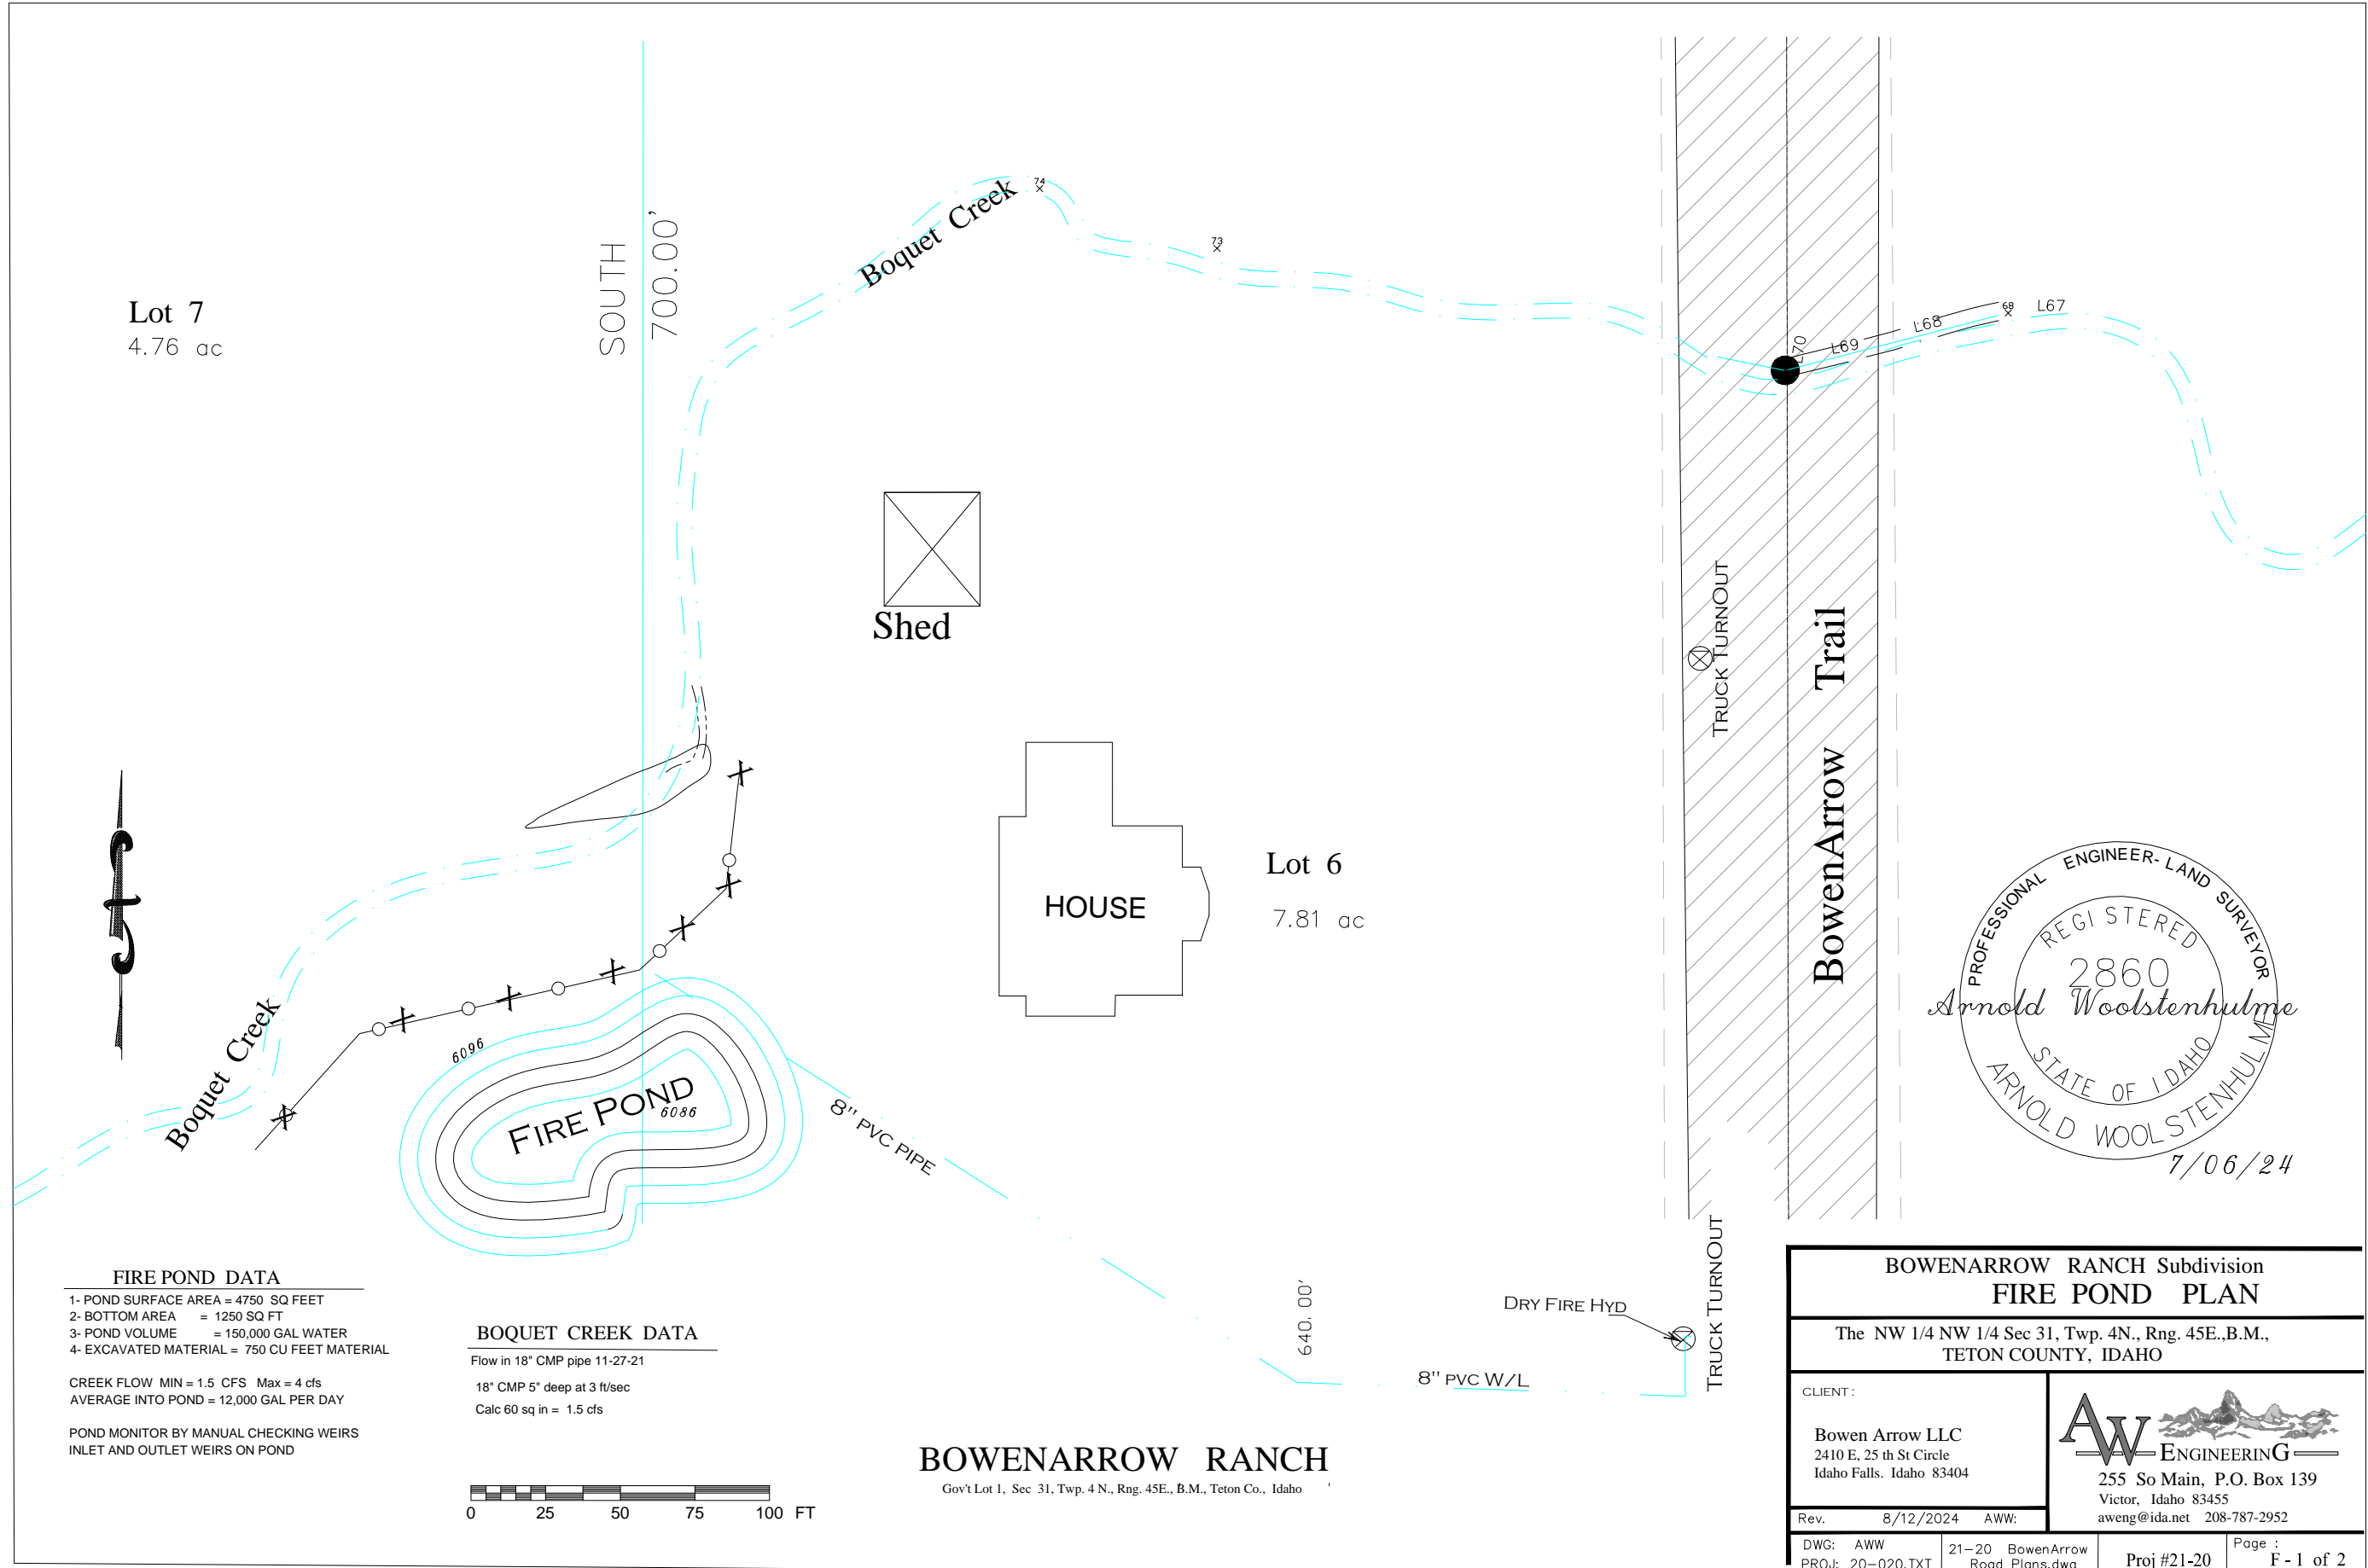 Lot 7
4.76 ac
SOUTH
700.00'
Boquet Creek
74
73
68
L67
L68
L69
L70
Shed
TRUCK TURNOUT
BowenArrow Trail
HOUSE
Lot 6
7.81 ac
Boquet Creek
6096
FIRE POND
6086
8" PVC PIPE
PROFESSIONAL ENGINEER-LAND SURVEYOR
REGISTERED
2860
Arnold Woolstenhulme
STATE OF IDAHO
ARNOLD WOOLSTENHULME
7/06/24
640.00'
DRY FIRE HYD
TRUCK TURNOUT
8" PVC W/L
FIRE POND DATA
1- POND SURFACE AREA = 4750 SQ FEET
2- BOTTOM AREA = 1250 SQ FT
3- POND VOLUME = 150,000 GAL WATER
4- EXCAVATED MATERIAL = 750 CU FEET MATERIAL
CREEK FLOW MIN = 1.5 CFS Max = 4 cfs
AVERAGE INTO POND = 12,000 GAL PER DAY
POND MONITOR BY MANUAL CHECKING WEIRS
INLET AND OUTLET WEIRS ON POND
BOQUET CREEK DATA
Flow in 18" CMP pipe 11-27-21
18" CMP 5" deep at 3 ft/sec
Calc 60 sq in = 1.5 cfs
0 25 50 75 100 FT
BOWENARROW RANCH
Gov't Lot 1, Sec 31, Twp. 4 N., Rng. 45E., B.M., Teton Co., Idaho
BOWENARROW RANCH Subdivision
FIRE POND PLAN
The NW 1/4 NW 1/4 Sec 31, Twp. 4N., Rng. 45E.,B.M.,
TETON COUNTY, IDAHO
CLIENT:
Bowen Arrow LLC
2410 E, 25 th St Circle
Idaho Falls. Idaho 83404
AW ENGINEERING
255 So Main, P.O. Box 139
Victor, Idaho 83455
aweng@ida.net 208-787-2952
Rev. 8/12/2024 AWW:
DWG: AWW
PROJ: 20-020.TXT
21-20 BowenArrow
Road Plans.dwg
Proj #21-20
Page :
F - 1 of 2